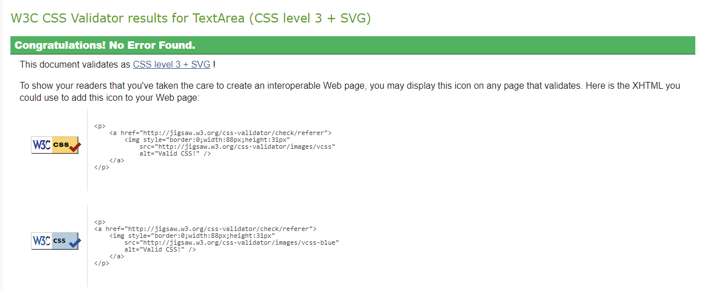 W3C CSS Validator results for TextArea (CSS level 3 + SVG)
Congratulations! No Error Found.
This document validates as CSS level 3 + SVG !
To show your readers that you've taken the care to create an interoperable Web page, you may display this icon on any page that validates. Here is the XHTML you
could use to add this icon to your Web page:
W3C css
<p>
<a href="http://jigsaw.w3.org/css-validator/check/referer">
<img style="border:0;width:88px;height:31px"
src="http://jigsaw.w3.org/css-validator/images/vcss"
alt="Valid CSS!" />
</a>
</p>
W3C css
<p>
<a href="http://jigsaw.w3.org/css-validator/check/referer">
<img style="border:0;width:88px;height:31px"
src="http://jigsaw.w3.org/css-validator/images/vcss-blue"
alt="Valid CSS!" />
</a>
</p>